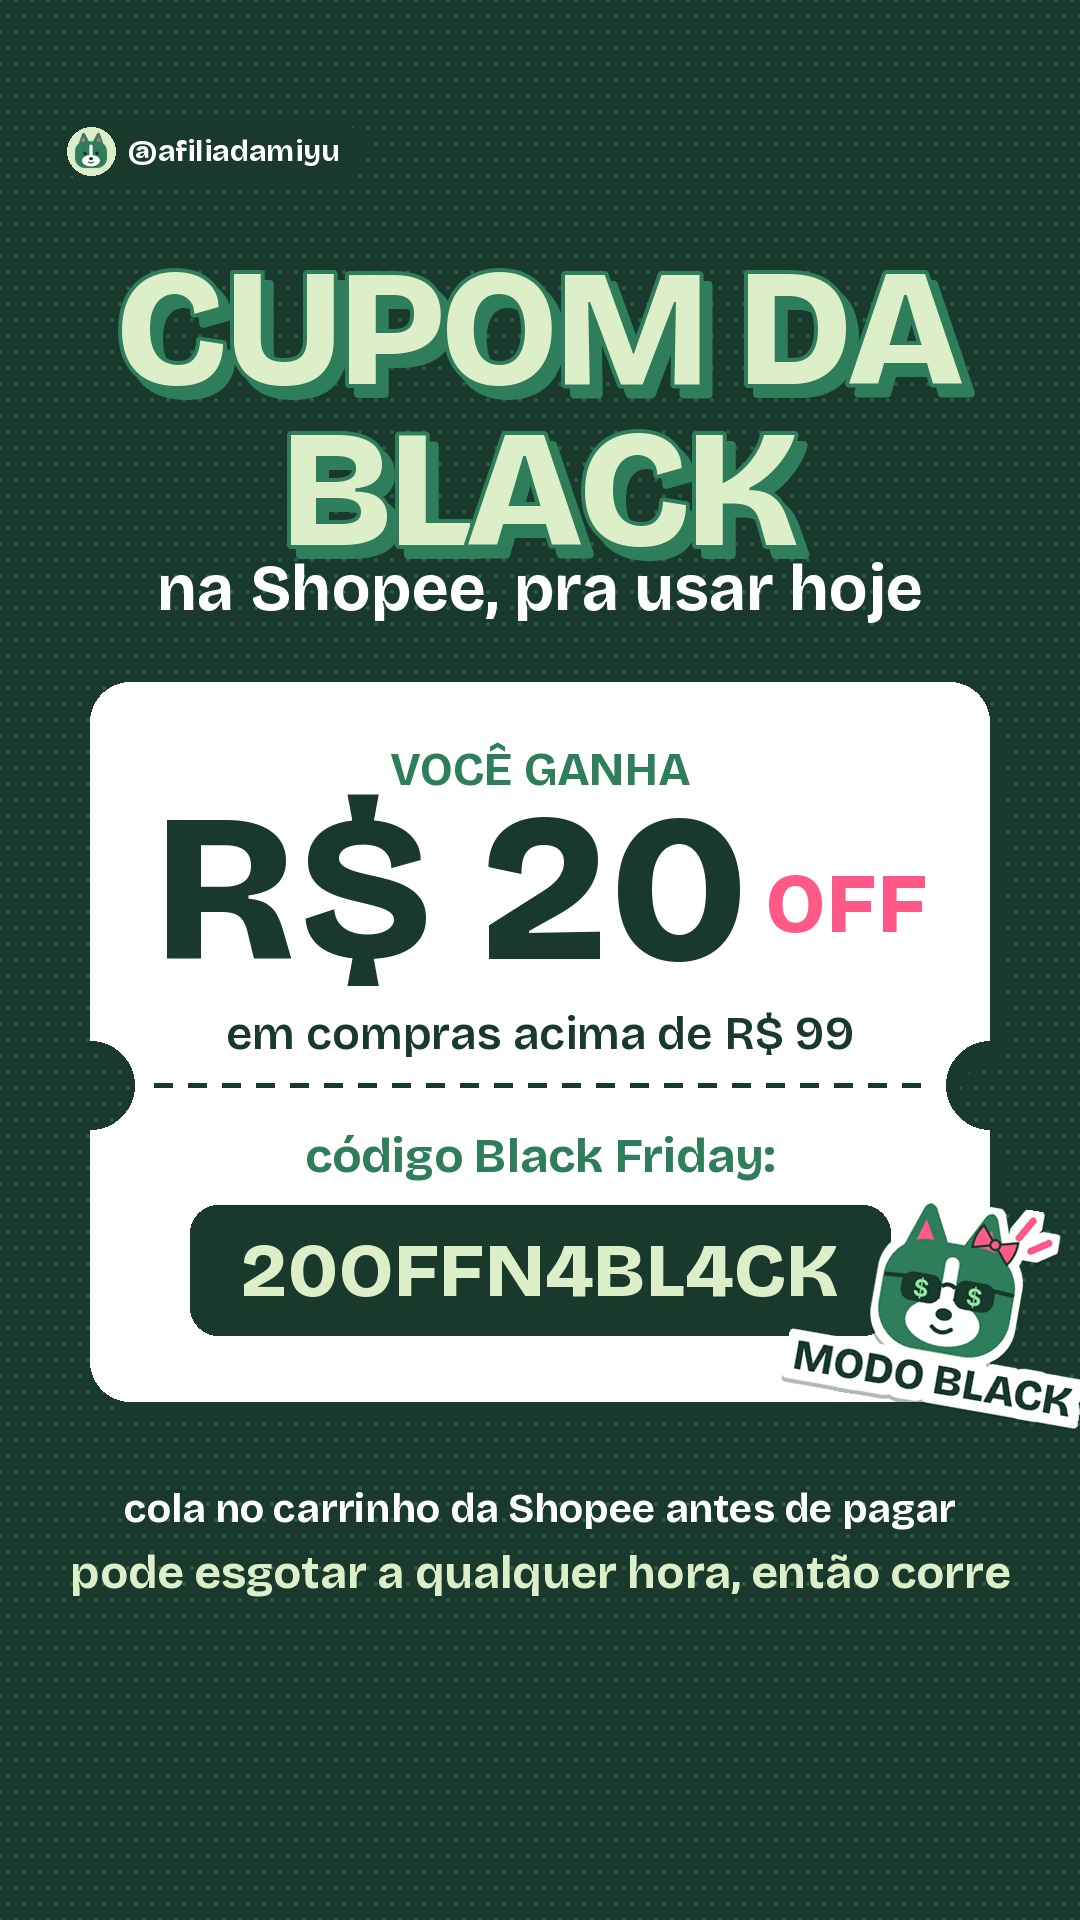 @afiliadamiyu
CUPOM DA
BLACK
na Shopee, pra usar hoje
VOCÊ GANHA
R$ 20 OFF
em compras acima de R$ 99
código Black Friday:
20OFFN4BL4CK
MODO BLACK
cola no carrinho da Shopee antes de pagar
pode esgotar a qualquer hora, então corre